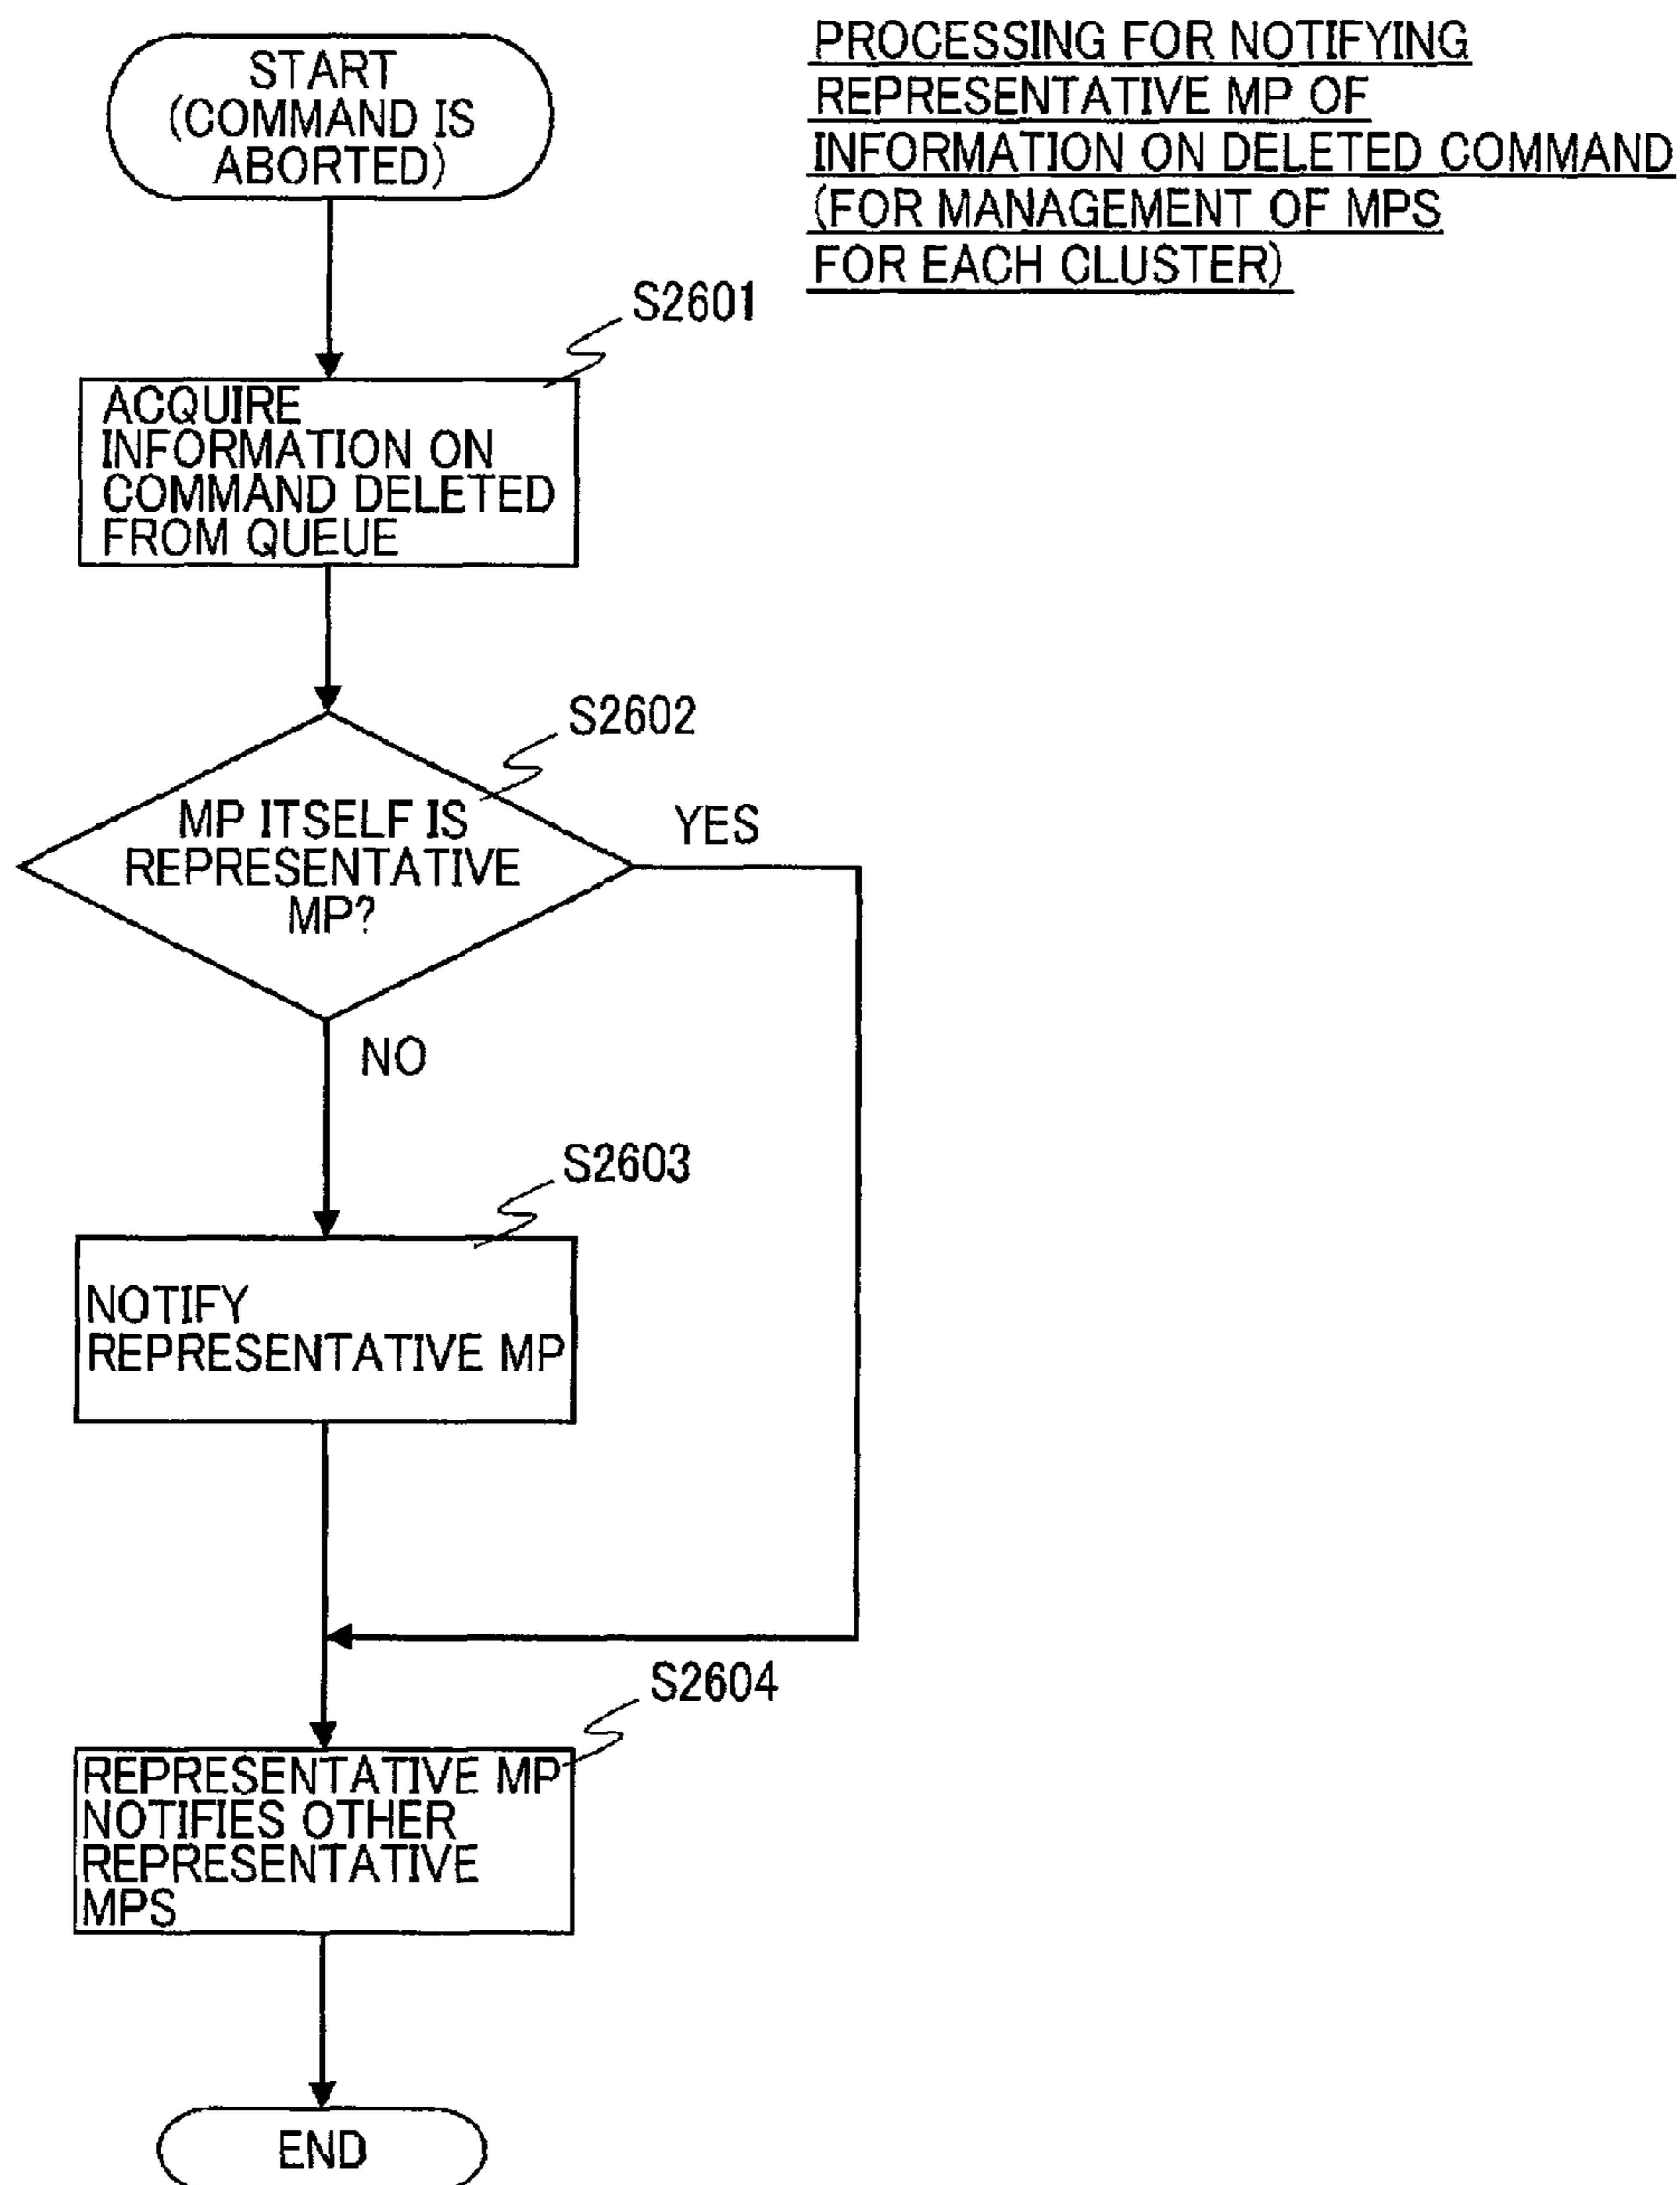 PROCESSING FOR NOTIFYING
REPRESENTATIVE MP OF
INFORMATION ON DELETED COMMAND
(FOR MANAGEMENT OF MPS
FOR EACH CLUSTER)
START
(COMMAND IS
ABORTED)
S2601
ACQUIRE
INFORMATION ON
COMMAND DELETED
FROM QUEUE
S2602
MP ITSELF IS
REPRESENTATIVE
MP?
YES
NO
S2603
NOTIFY
REPRESENTATIVE MP
S2604
REPRESENTATIVE MP
NOTIFIES OTHER
REPRESENTATIVE
MPS
END